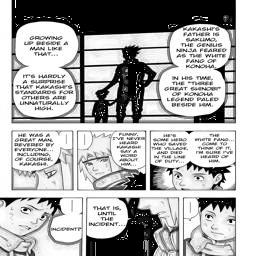 KAKASHI'S
FATHER IS
SAKUMO,
THE GENIUS
NINJA FEARED
AS THE WHITE
FANG OF
KONOHA.
IN HIS TIME,
THE "THREE
GREAT SHINOBI"
OF KONOHA
LEGEND PALED
BESIDE HIM.
GROWING
UP BESIDE
A MAN
LIKE
THAT...
IT'S HARDLY
A SURPRISE
THAT KAKASHI'S
STANDARDS FOR
OTHERS ARE
UNNATURALLY
HIGH.
THE
WHITE
FANG... COME
TO THINK OF
IT, I'M SURE I'VE
HEARD OF
HIM.
HE'S
SOME HERO
WHO SAVED
THE VILLAGE,
AND DIED
IN THE LINE
OF DUTY...
FUNNY,
I'VE NEVER
HEARD
KAKASHI
SAY A
WORD
ABOUT
HIM...
HE WAS A
GREAT MAN,
REVERED BY
EVERYONE...
INCLUDING,
OF COURSE,
KAKASHI.
THAT IS,
UNTIL
THE
INCIDENT.
INCIDENT?